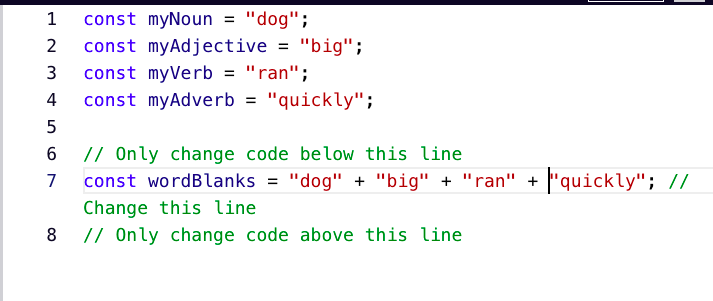 1 const myNoun = "dog";
2 const myAdjective = "big";
3 const myVerb = "ran";
4 const myAdverb = "quickly";
5
6 // Only change code below this line
7 const wordBlanks = "dog" + "big" + "ran" + "quickly"; //
Change this line
8 // Only change code above this line